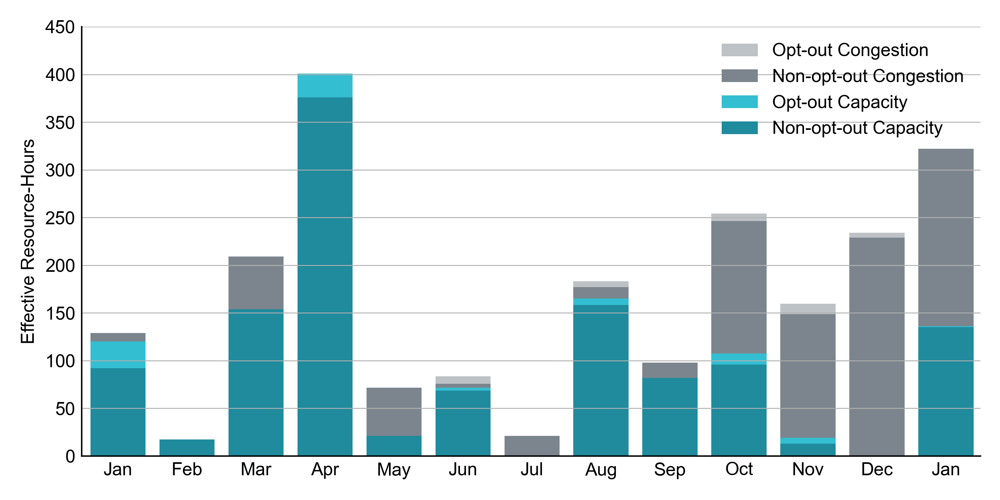 450
400
350
300
250
200
150
100
50
0
Effective Resource-Hours
Opt-out Congestion
Non-opt-out Congestion
Opt-out Capacity
Non-opt-out Capacity
Jan Feb Mar Apr May Jun Jul Aug Sep Oct Nov Dec Jan